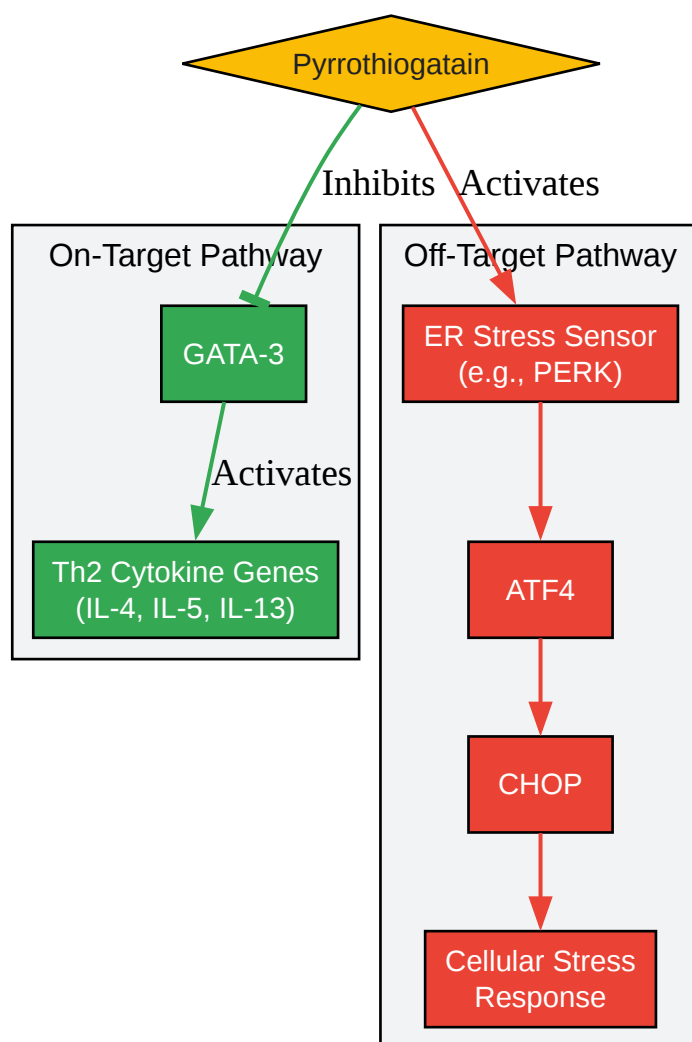 Pyrrothiogatain
Inhibits
Activates
On-Target Pathway
Off-Target Pathway
GATA-3
ER Stress Sensor
(e.g., PERK)
Activates
Th2 Cytokine Genes
(IL-4, IL-5, IL-13)
ATF4
CHOP
Cellular Stress
Response